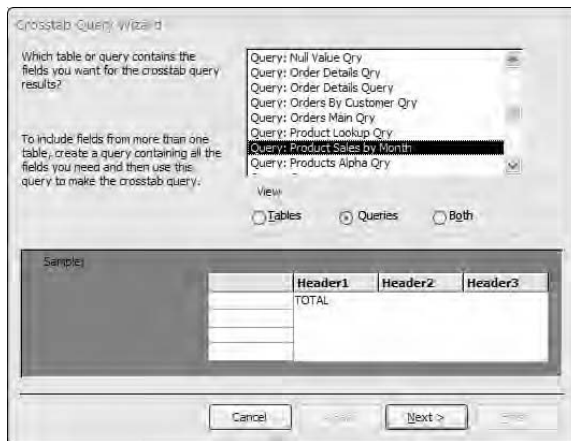 Crosstab Query Wizard
Which table or query contains the
fields you want for the crosstab query
results?
To include fields from more than one
table, create a query containing all the
fields you need and then use this
query to make the crosstab query.
Query: Null Value Qry
Query: Order Details Qry
Query: Order Details Query
Query: Orders By Customer Qry
Query: Orders Main Qry
Query: Product Lookup Qry
Query: Product Sales by Month
Query: Products Alpha Qry
View
Tables
Queries
Both
Sample:
Header1 Header2 Header3
TOTAL
Cancel
Next >